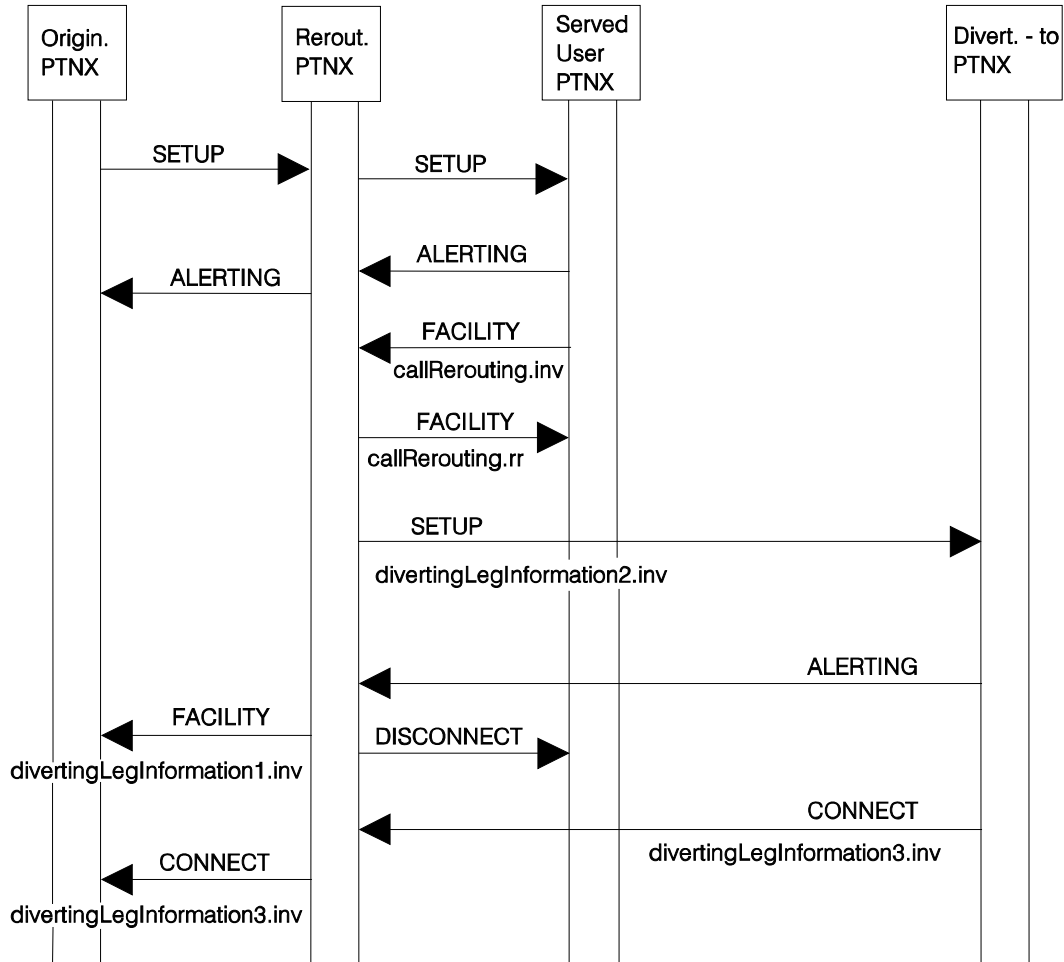 Origin.
PTNX
Rerout.
PTNX
Served
User
PTNX
Divert. - to
PTNX
SETUP
SETUP
ALERTING
ALERTING
FACILITY
callRerouting.inv
FACILITY
callRerouting.rr
SETUP
divertingLegInformation2.inv
ALERTING
FACILITY
divertingLegInformation1.inv
DISCONNECT
CONNECT
divertingLegInformation3.inv
CONNECT
divertingLegInformation3.inv